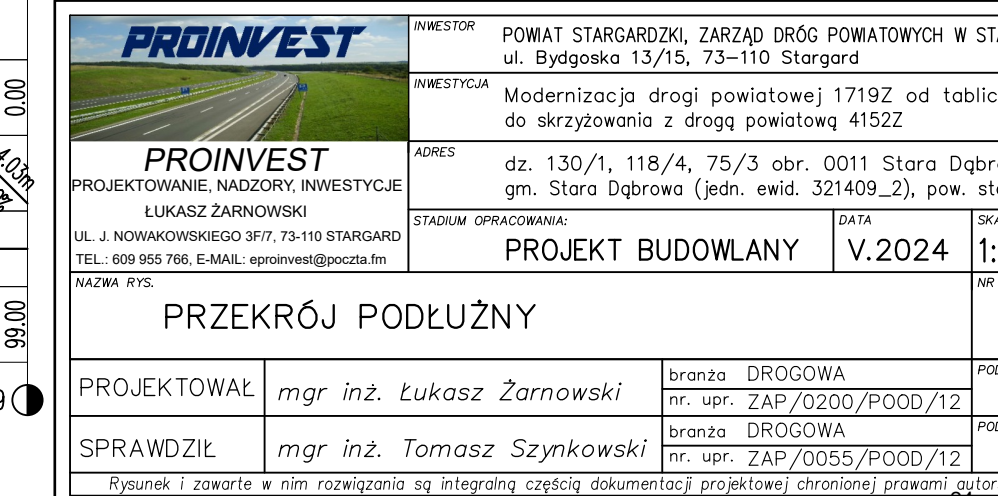 0.00
4.03m
99.00
PROINVEST
PROINVEST
PROJEKTOWANIE, NADZORY, INWESTYCJE
ŁUKASZ ŻARNOWSKI
UL. J. NOWAKOWSKIEGO 3F/7, 73-110 STARGARD
TEL.: 609 955 766, E-MAIL: eproinvest@poczta.fm
INWESTOR
POWIAT STARGARDZKI, ZARZĄD DRÓG POWIATOWYCH W
ul. Bydgoska 13/15, 73-110 Stargard
INWESTYCJA
Modernizacja drogi powiatowej 1719Z od tablic
do skrzyżowania z drogą powiatową 4152Z
ADRES
dz. 130/1, 118/4, 75/3 obr. 0011 Stara Dąbro
gm. Stara Dąbrowa (jedn. ewid. 321409_2), pow.
STADIUM OPRACOWANIA:
PROJEKT BUDOWLANY
DATA
V.2024
SKA
1:
NAZWA RYS.
PRZEKRÓJ PODŁUŻNY
NR
PROJEKTOWAŁ
mgr inż. Łukasz Żarnowski
branża DROGOWA
nr. upr. ZAP/0200/POOD/12
SPRAWDZIŁ
mgr inż. Tomasz Szynkowski
branża DROGOWA
nr. upr. ZAP/0055/POOD/12
Rysunek i zawarte w nim rozwiązania są integralną częścią dokumentacji projektowej chronionej prawami autor